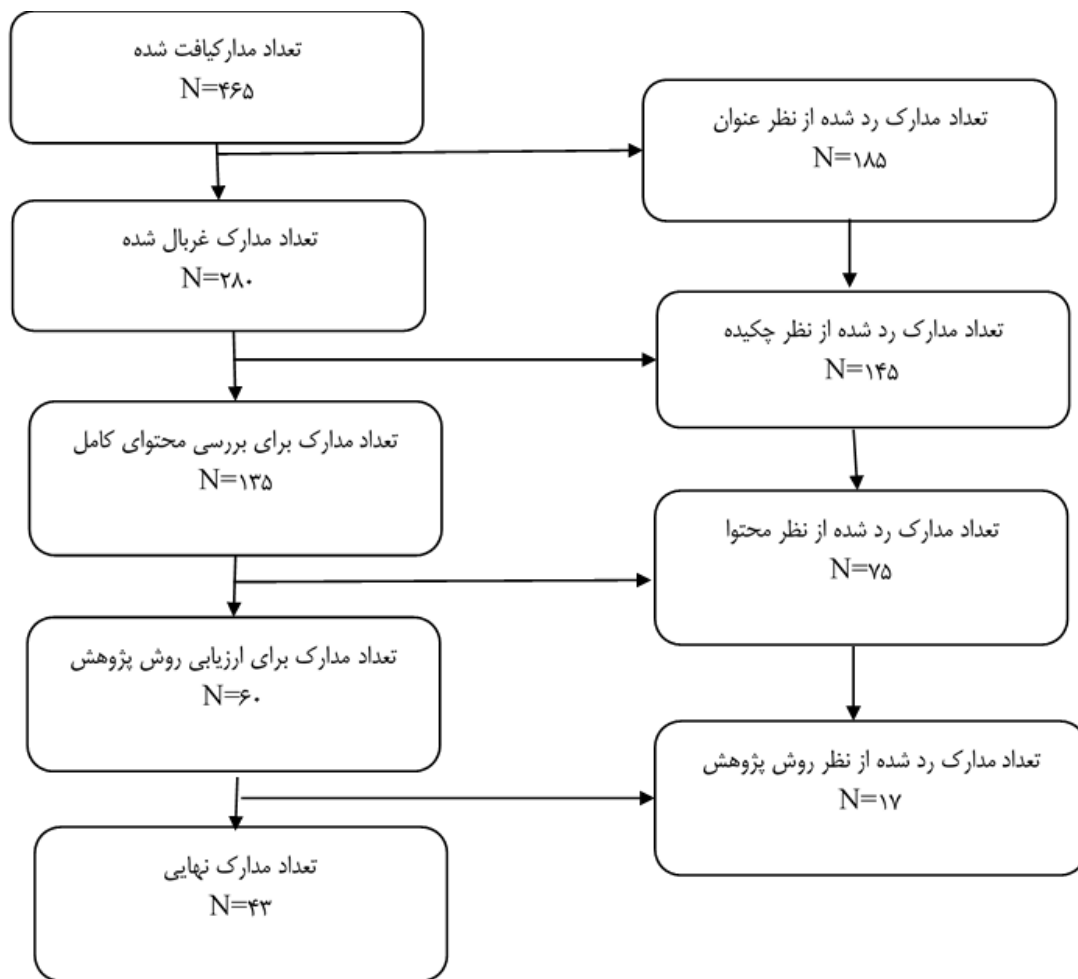 تعداد مدارکیافت شده
N=۴۶۵
تعداد مدارک رد شده از نظر عنوان
N=۱۸۵
تعداد مدارک غربال شده
N=۲۸۰
تعداد مدارک رد شده از نظر چکیده
N=۱۴۵
تعداد مدارک برای بررسی محتوای کامل
N=۱۳۵
تعداد مدارک رد شده از نظر محتوا
N=۷۵
تعداد مدارک برای ارزیابی روش پژوهش
N=۶۰
تعداد مدارک رد شده از نظر روش پژوهش
N=۱۷
تعداد مدارک نهایی
N=۴۳